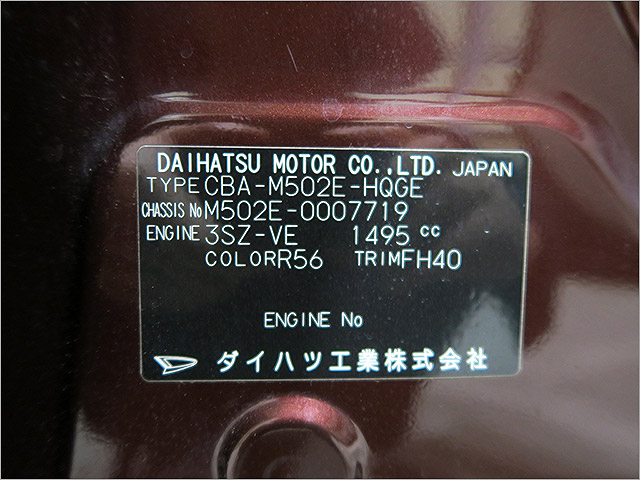 DAIHATSU MOTOR CO.,LTD. JAPAN
TYPE CBA-M502E-HQGE
CHASSIS No M502E-0007719
ENGINE 3SZ-VE 1495 cc
COLOR R56 TRIM FH40
ENGINE No
ダイハツ工業株式会社